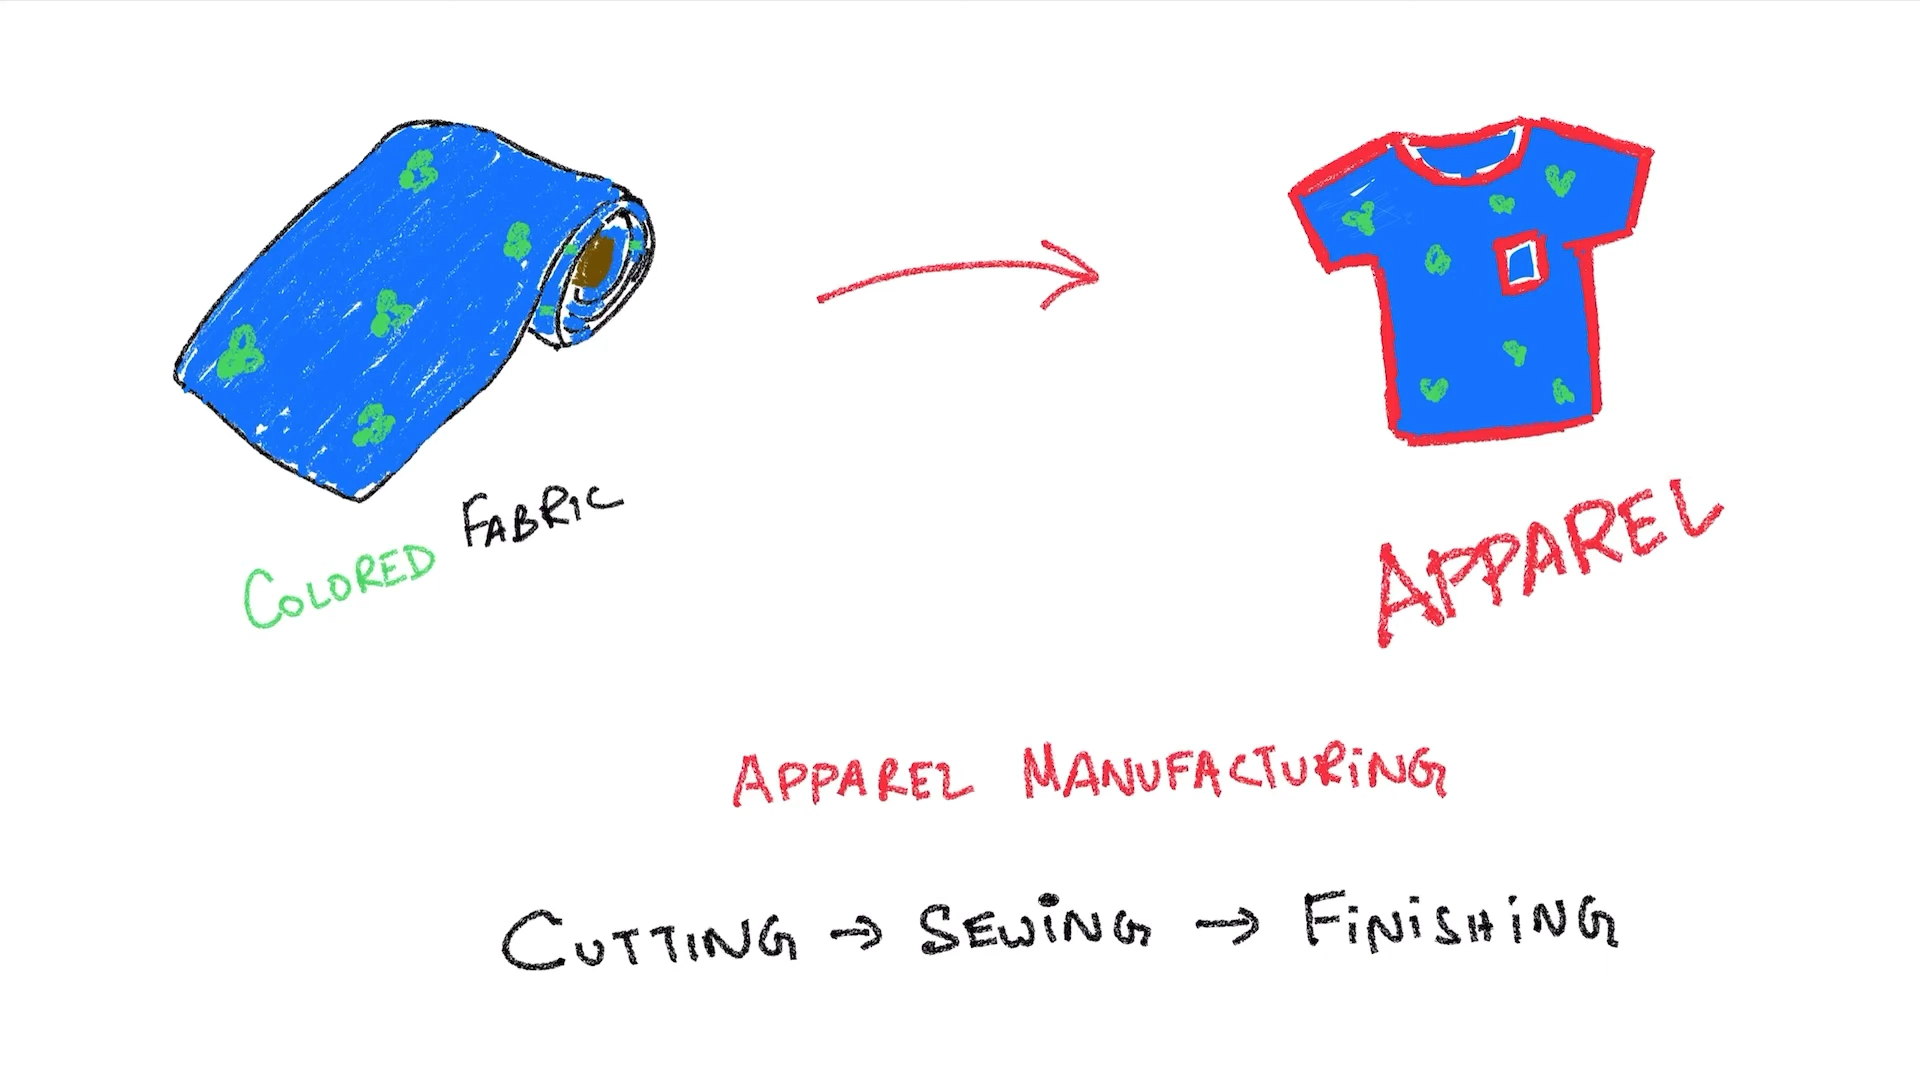 COLORED FABRIC
APPAREL
APPAREL MANUFACTURING
CUTTING → SEWING → FINISHING